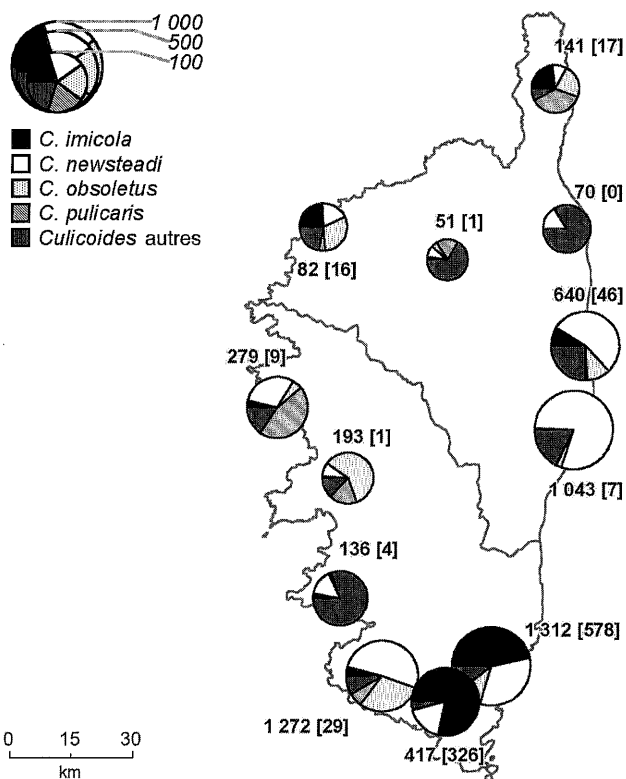 1 000
500
100
C. imicola
C. newsteadi
C. obsoletus
C. pulicaris
Culicoides autres
141 [17]
70 [0]
51 [1]
82 [16]
640 [46]
279 [9]
193 [1]
1 043 [7]
136 [4]
1 312 [578]
1 272 [29]
417 [326]
0 15 30
km